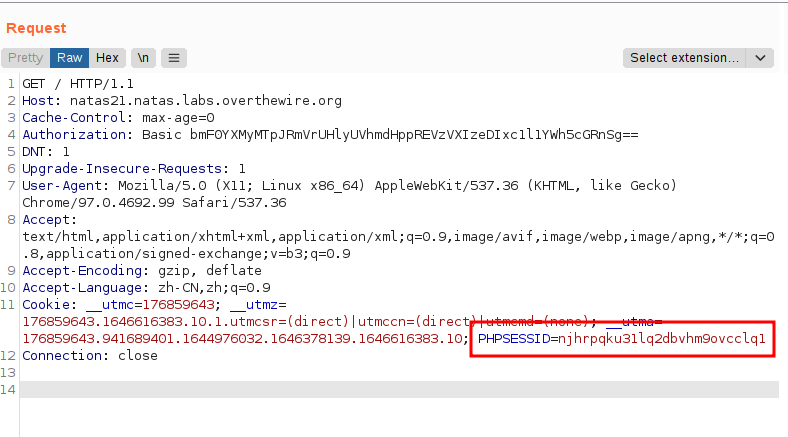 Request
Pretty Raw Hex \n Select extension...
1 GET / HTTP/1.1
2 Host: natas21.natas.labs.overthewire.org
3 Cache-Control: max-age=0
4 Authorization: Basic bmF0YXMyMTpJRmVrUHlyUVhmdHppREVzVXIzeDIxc1l1YWh5cGRnSg==
5 DNT: 1
6 Upgrade-Insecure-Requests: 1
7 User-Agent: Mozilla/5.0 (X11; Linux x86_64) AppleWebKit/537.36 (KHTML, like Gecko)
Chrome/97.0.4692.99 Safari/537.36
8 Accept:
text/html,application/xhtml+xml,application/xml;q=0.9,image/avif,image/webp,image/apng,*/*;q=0
.8,application/signed-exchange;v=b3;q=0.9
9 Accept-Encoding: gzip, deflate
10 Accept-Language: zh-CN,zh;q=0.9
11 Cookie: __utmc=176859643; __utmz=
176859643.1646616383.10.1.utmcsr=(direct)|utmccn=(direct)|utmcmd=(none); __utma=
176859643.941689401.1644976032.1646378139.1646616383.10; PHPSESSID=njhrpqku31lq2dbvhm9ovcclq1
12 Connection: close
13
14